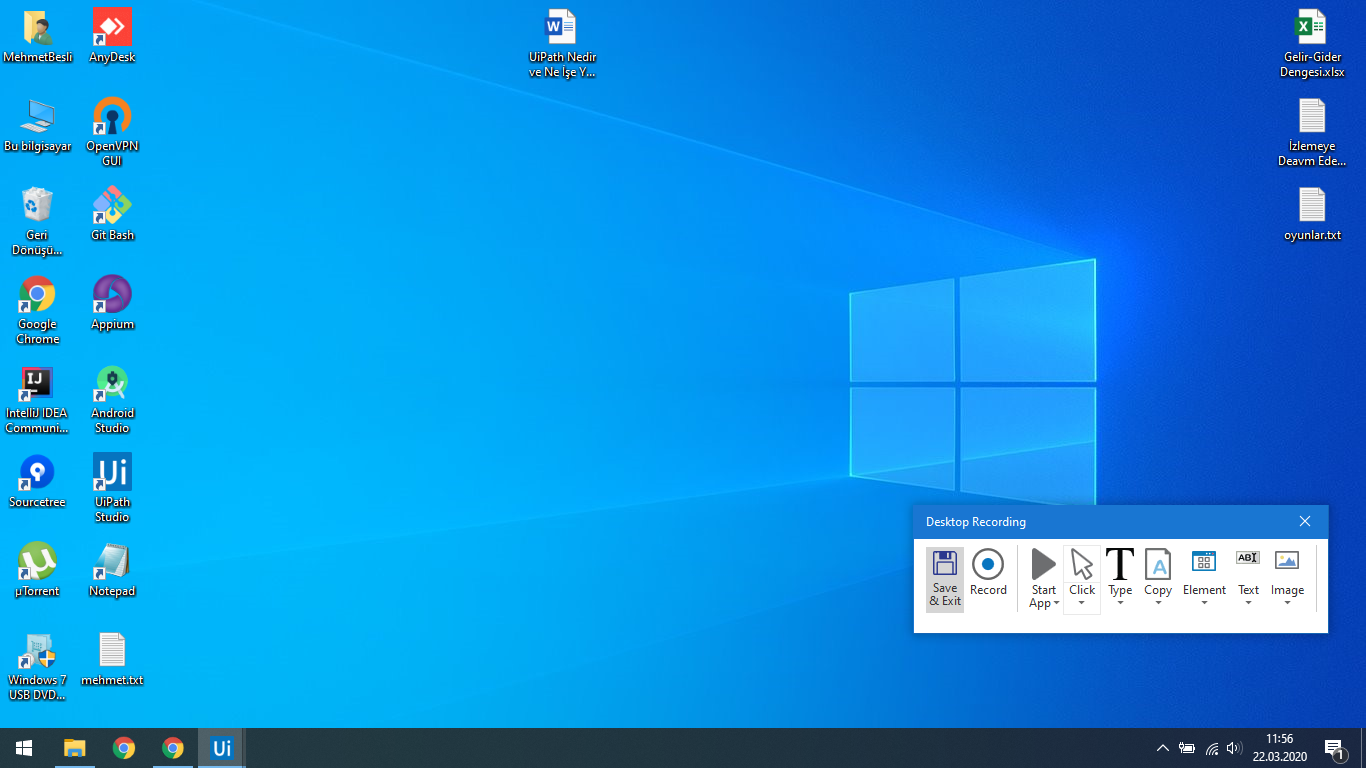 MehmetBesli
AnyDesk
UiPath Nedir
ve Ne İşe Y...
Gelir-Gider
Dengesi.xlsx
Bu bilgisayar
OpenVPN
GUI
İzlemeye
Deavm Ede...
Geri
Dönüşü...
Git Bash
oyunlar.txt
Google
Chrome
Appium
IntelliJ IDEA
Communi...
Android
Studio
Sourcetree
UiPath
Studio
µTorrent
Notepad
Windows 7
USB DVD...
mehmet.txt
Desktop Recording
Save
& Exit
Record
Start
App
Click
Type
Copy
Element
Text
Image
11:56
22.03.2020
1